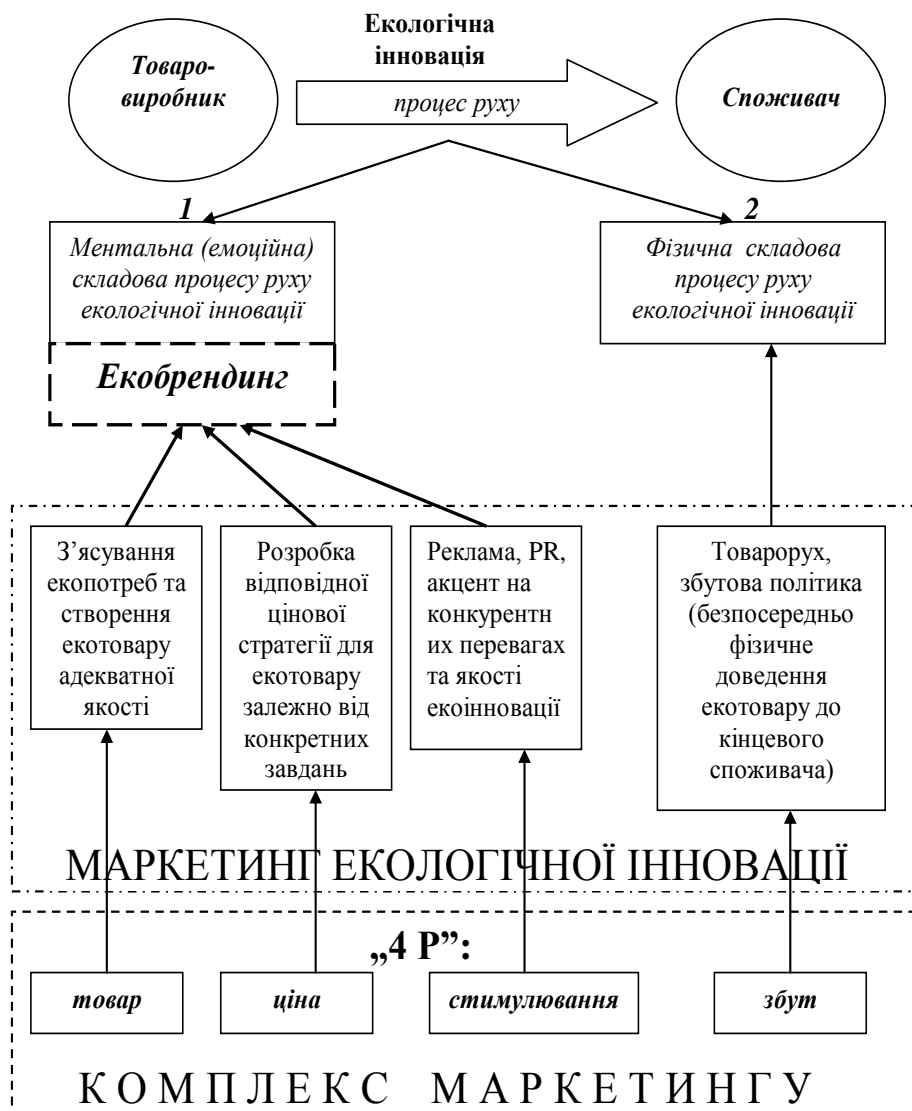 Екологічна
інновація
Товаро-
виробник
процес руху
Споживач
1
Ментальна (емоційна)
складова процесу руху
екологічної інновації
Екобрендинг
2
Фізична складова
процесу руху
екологічної інновації
З’ясування
екопотреб та
створення
екотовару
адекватної
якості
Розробка
відповідної
цінової
стратегії для
екотовару
залежно від
конкретних
завдань
Реклама, PR,
акцент на
конкурентн
их перевагах
та якості
екоінновації
Товарорух,
збутова політика
(безпосередньо
фізичне
доведення
екотовару до
кінцевого
споживача)
МАРКЕТИНГ ЕКОЛОГІЧНОЇ ІННОВАЦІЇ
„4 Р”:
товар
ціна
стимулювання
збут
К О М П Л Е К С М А Р К Е Т И Н Г У